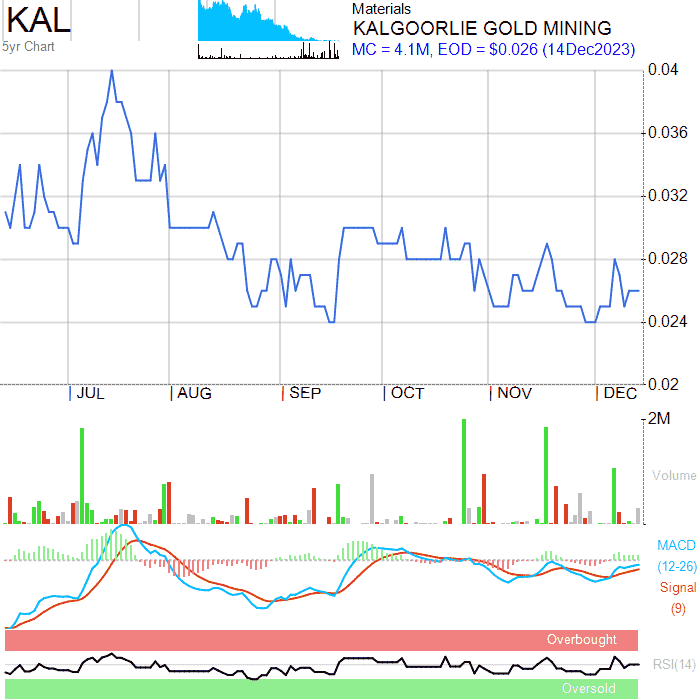 KAL
5yr Chart
Materials
KALGOORLIE GOLD MINING
MC = 4.1M, EOD = $0.026 (14Dec2023)
0.04
0.036
0.032
0.028
0.024
0.02
JUL AUG SEP OCT NOV DEC
2M
Volume
MACD
(12-26)
Signal
(9)
Overbought
RSI(14)
Oversold